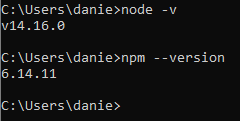 C:\Users\danie>node -v
v14.16.0
C:\Users\danie>npm --version
6.14.11
C:\Users\danie>